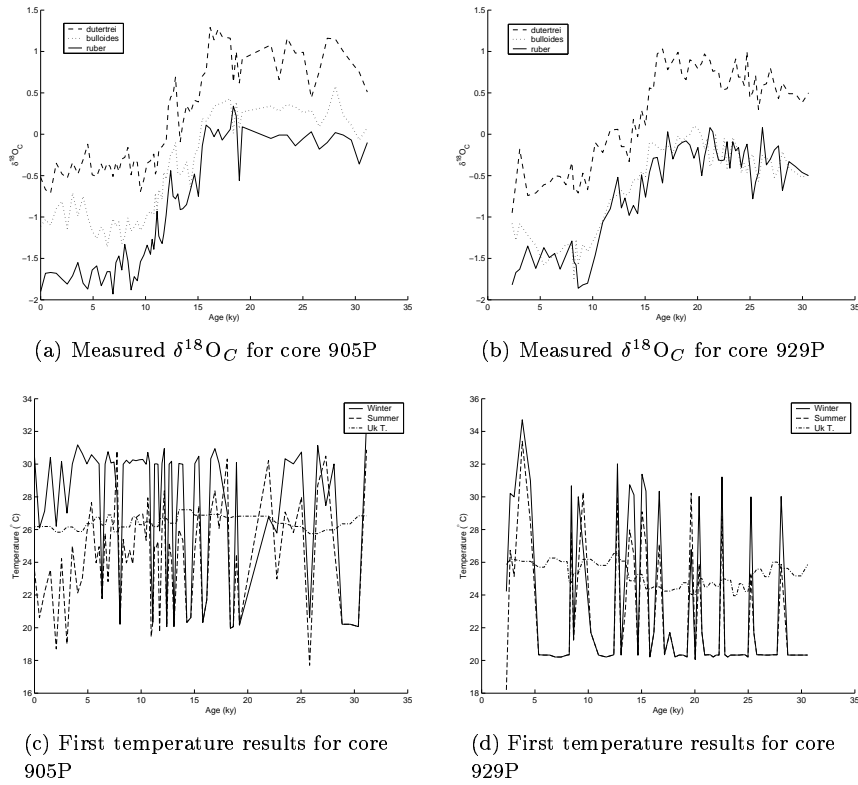 1.5
1
0.5
0
−0.5
−1
−1.5
−2
δ18OC
0 5 10 15 20 25 30 35
Age (ky)
dutertrei
bulloides
ruber
(a) Measured δ18OC for core 905P
1.5
1
0.5
0
−0.5
−1
−1.5
−2
δ18OC
0 5 10 15 20 25 30 35
Age (ky)
dutertrei
bulloides
ruber
(b) Measured δ18OC for core 929P
34
32
30
28
26
24
22
20
18
16
Temperature (°C)
0 5 10 15 20 25 30 35
Age (ky)
Winter
Summer
Uk T.
(c) First temperature results for core
905P
36
34
32
30
28
26
24
22
20
18
Temperature (°C)
0 5 10 15 20 25 30 35
Age (ky)
Winter
Summer
Uk T.
(d) First temperature results for core
929P